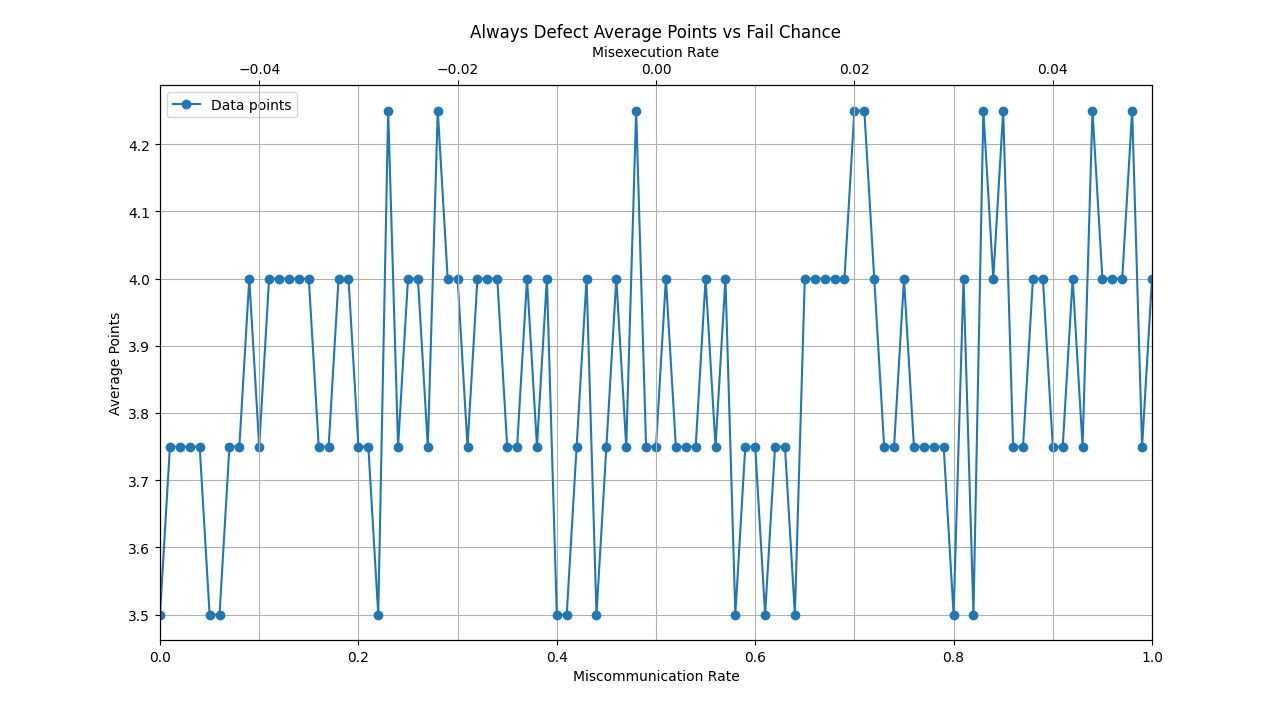 Always Defect Average Points vs Fail Chance
Misexecution Rate
−0.04 −0.02 0.00 0.02 0.04
Data points
4.2
4.1
4.0
3.9
3.8
3.7
3.6
3.5
Average Points
0.0 0.2 0.4 0.6 0.8 1.0
Miscommunication Rate